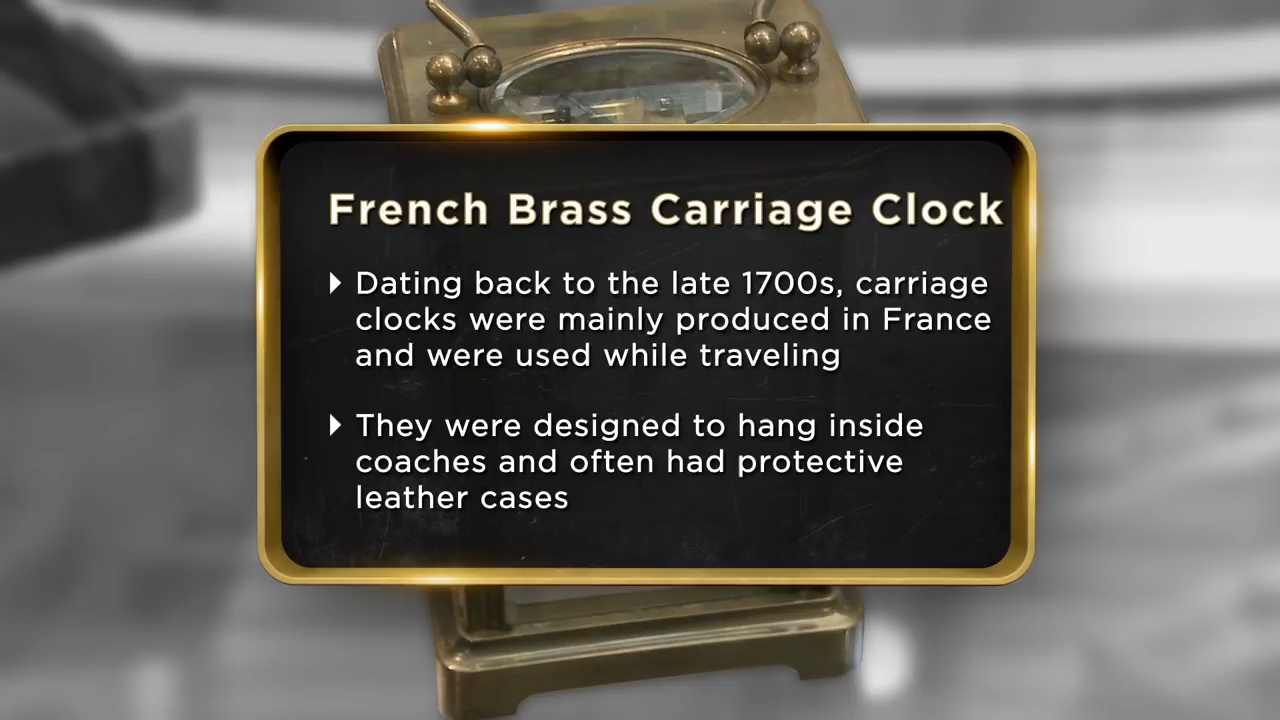 French Brass Carriage Clock
Dating back to the late 1700s, carriage
clocks were mainly produced in France
and were used while traveling
They were designed to hang inside
coaches and often had protective
leather cases